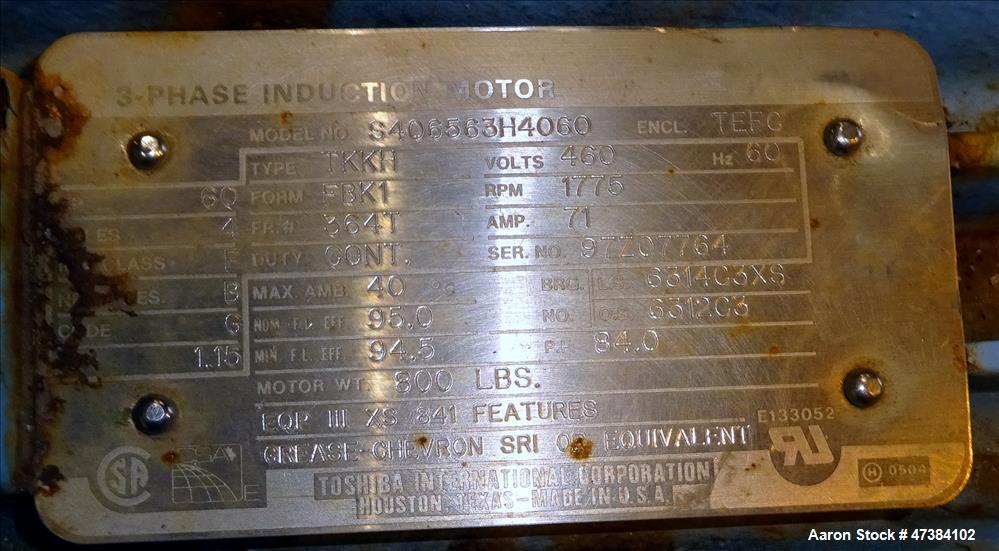 3-PHASE INDUCTION MOTOR
MODEL NO. S406563H4060 ENCL. TEFC
TYPE TKKH VOLTS 460 Hz 60
60 FORM FBK1 RPM 1775
ES 4 FR.# 364T AMP. 71
CLASS F DUTY CONT. SER. NO. 97Z07764
ES. B MAX. AMB. 40 °C BRG. L.S. 6314C3XS
CODE G NOM. F.L. EFF. 95.0 NO. O.S. 6312C3
1.15 MIN. F.L. EFF. 94.5 P.F. 84.0
MOTOR WT. 800 LBS.
EQP III XS 841 FEATURES
E133052
GREASE-CHEVRON SRI OR EQUIVALENT
SA
E
TOSHIBA INTERNATIONAL CORPORATION
HOUSTON, TEXAS-MADE IN U.S.A.
H 0504
Aaron Stock # 47384102